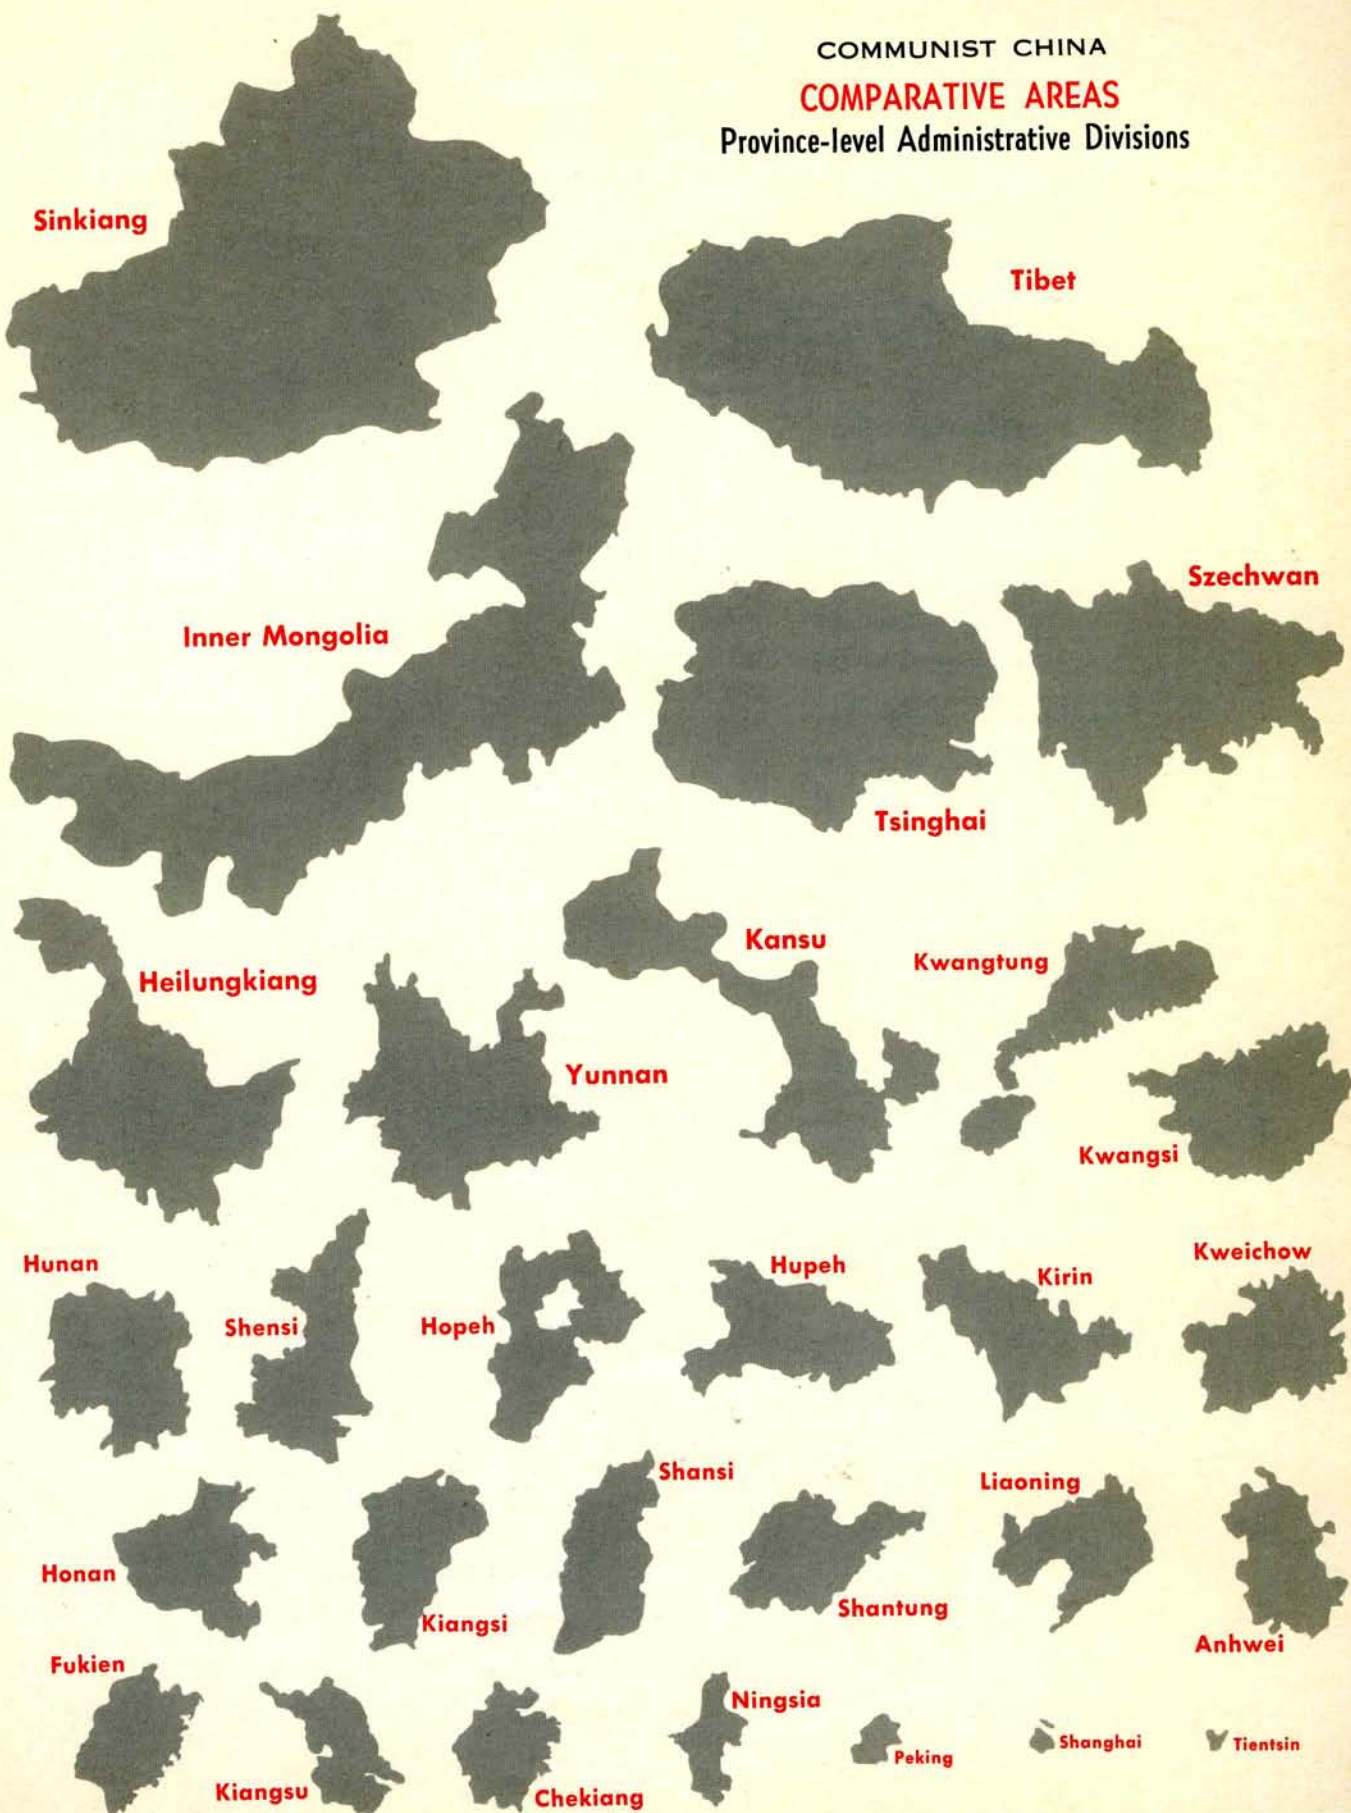 COMMUNIST CHINA
COMPARATIVE AREAS
Province-level Administrative Divisions
Sinkiang
Tibet
Szechwan
Inner Mongolia
Tsinghai
Kansu
Kwangtung
Heilungkiang
Yunnan
Kwangsi
Hunan
Shensi
Hopeh
Hupeh
Kirin
Kweichow
Shansi
Liaoning
Honan
Kiangsi
Shantung
Anhwei
Fukien
Ningsia
Shanghai
Tientsin
Peking
Kiangsu
Chekiang